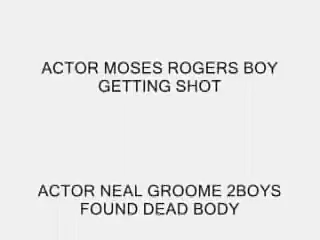 ACTOR MOSES ROGERS BOY
GETTING SHOT
ACTOR NEAL GROOME 2BOYS
FOUND DEAD BODY